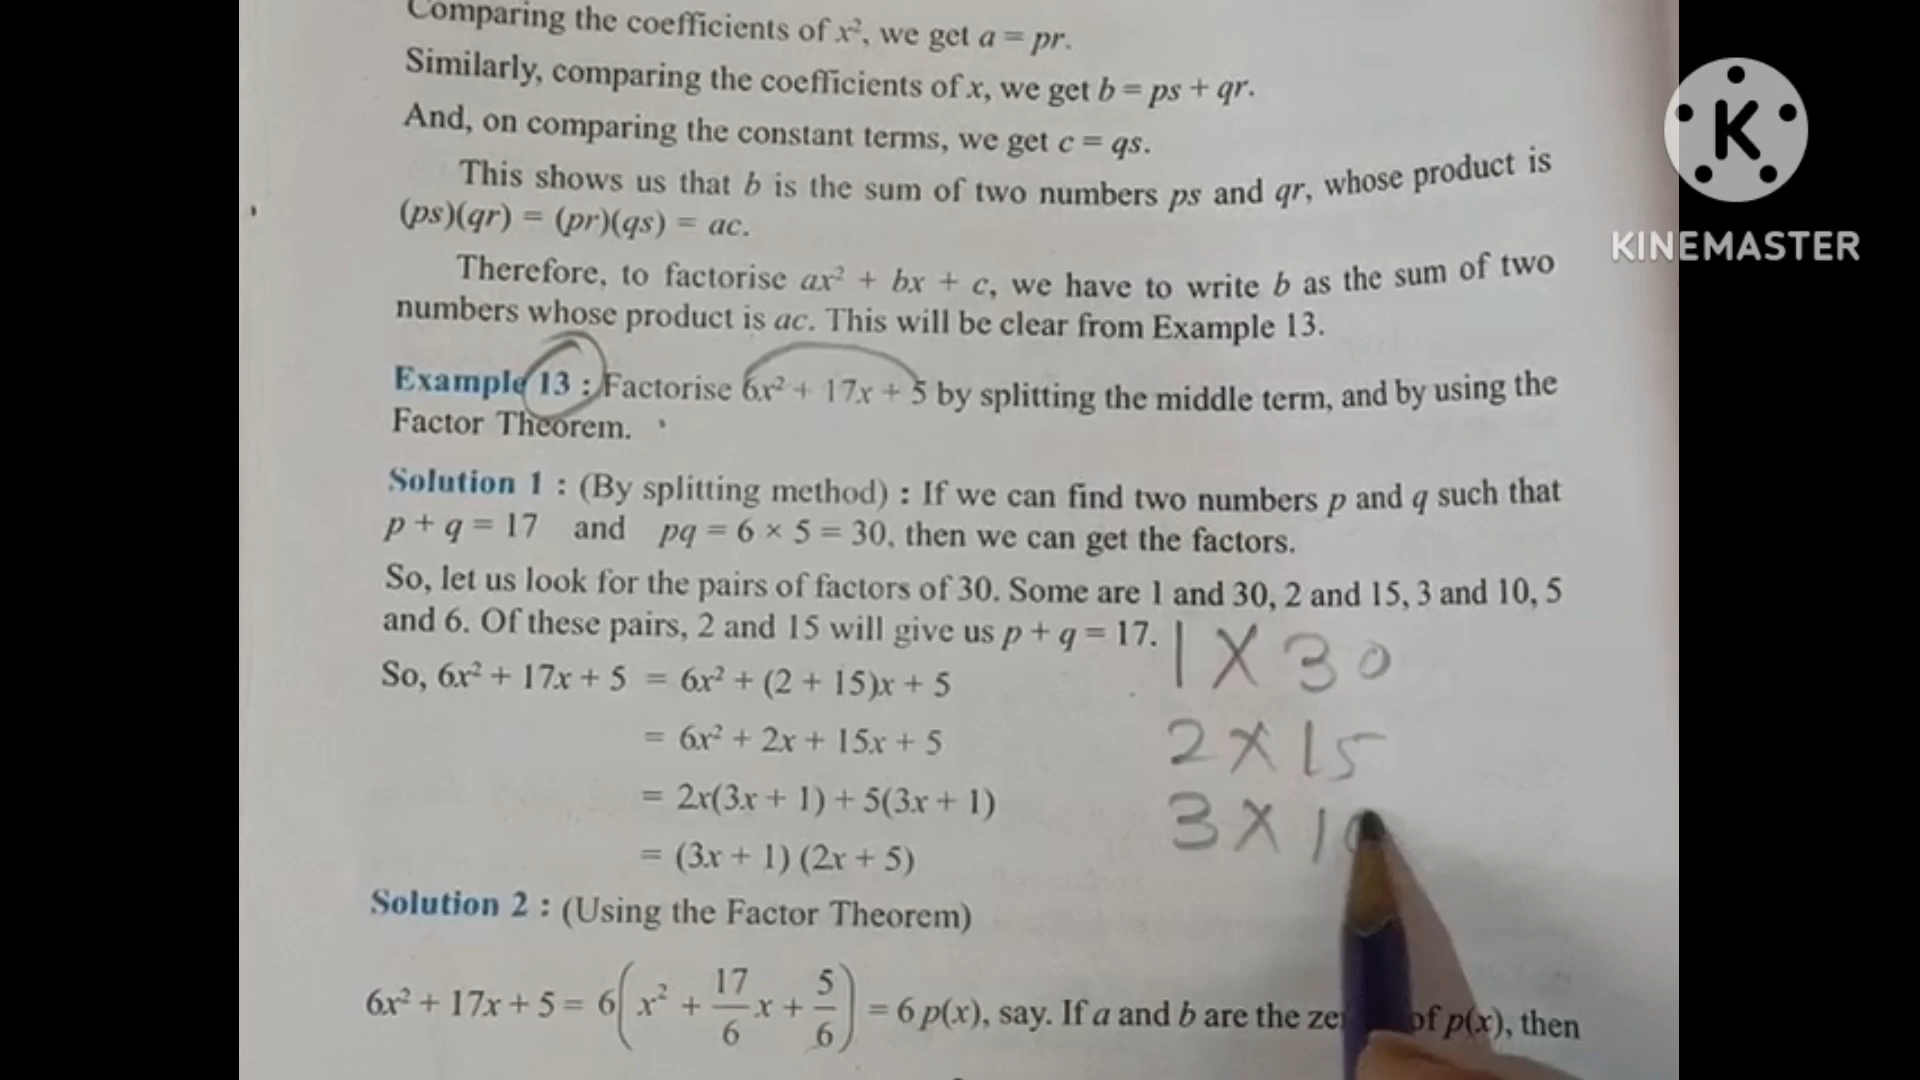 Comparing the coefficients of x², we get a = pr.
Similarly, comparing the coefficients of x, we get b = ps + qr.
And, on comparing the constant terms, we get c = qs.
This shows us that b is the sum of two numbers ps and qr, whose product is
(ps)(qr) = (pr)(qs) = ac.
Therefore, to factorise ax² + bx + c, we have to write b as the sum of two
numbers whose product is ac. This will be clear from Example 13.
Example 13 : Factorise 6x² + 17x + 5 by splitting the middle term, and by using the
Factor Theorem.
Solution 1 : (By splitting method) : If we can find two numbers p and q such that
p + q = 17 and pq = 6 × 5 = 30, then we can get the factors.
So, let us look for the pairs of factors of 30. Some are 1 and 30, 2 and 15, 3 and 10, 5
and 6. Of these pairs, 2 and 15 will give us p + q = 17.
1 X 30
So, 6x² + 17x + 5 = 6x² + (2 + 15)x + 5
= 6x² + 2x + 15x + 5
2 X 15
= 2x(3x + 1) + 5(3x + 1)
3 X 10
= (3x + 1) (2x + 5)
Solution 2 : (Using the Factor Theorem)
6x² + 17x + 5 = 6(x² + 17/6 x + 5/6) = 6 p(x), say. If a and b are the of p(x), then
K
KINEMASTER